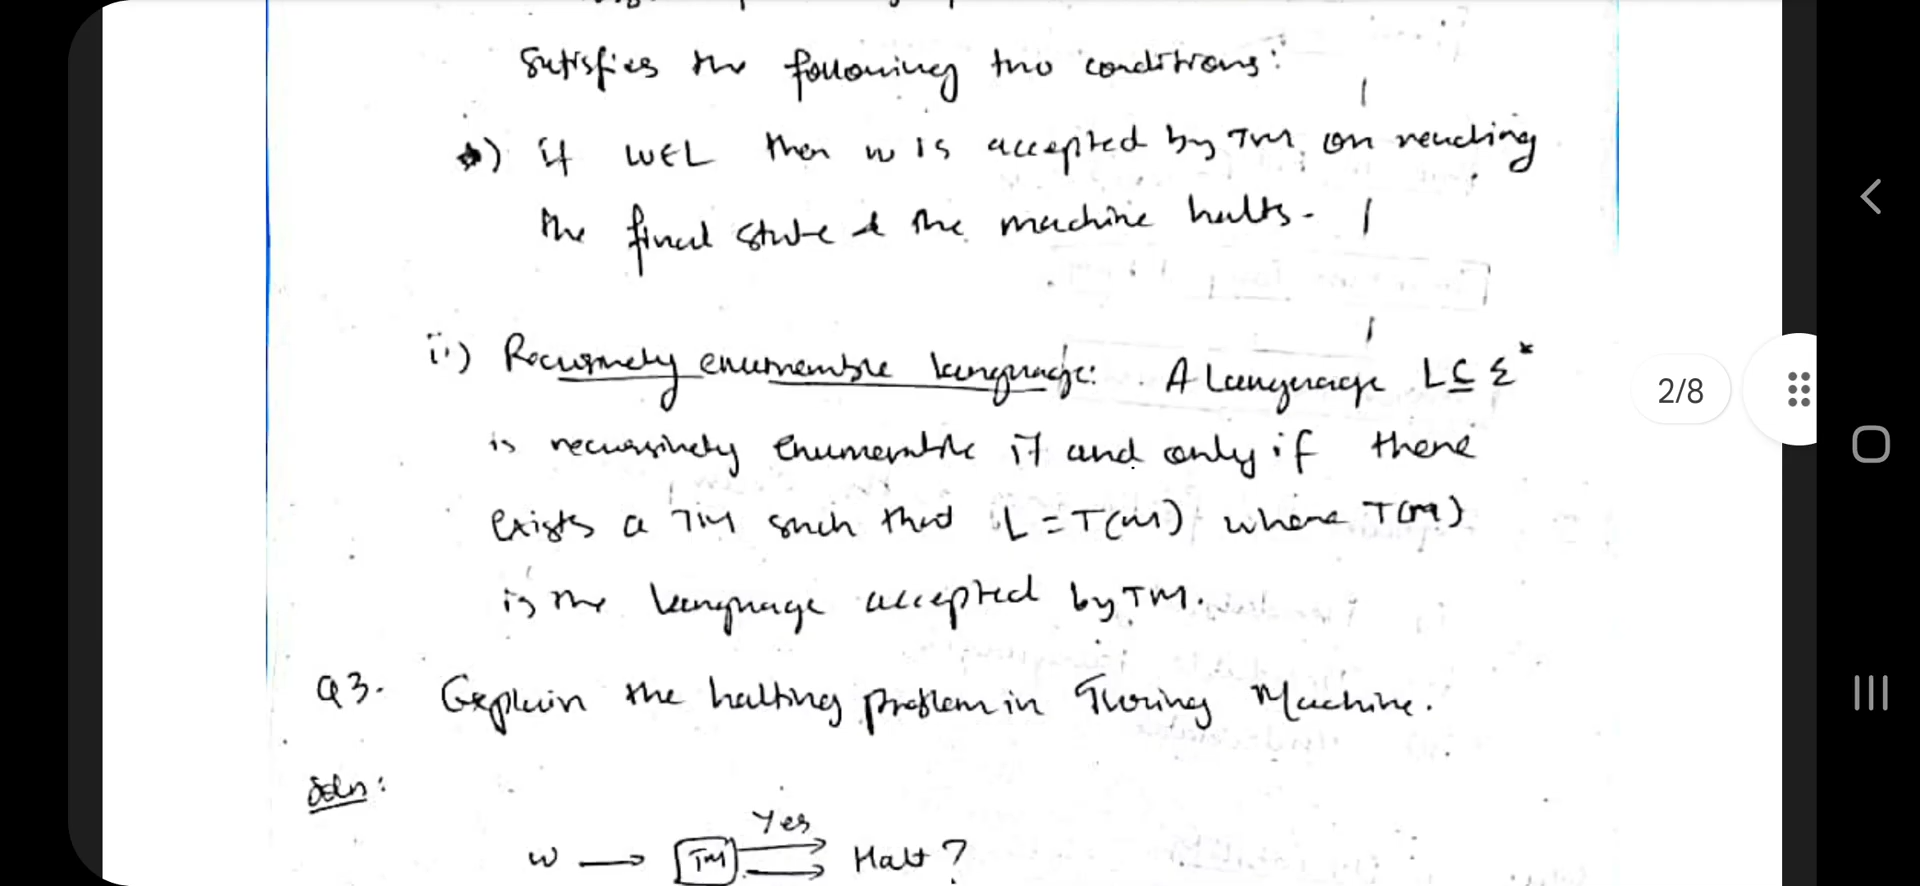 Satisfies the following two conditions:
) if WEL then w is accepted by TM, on reaching
the final state & the machine halts.
ii) Recursively enumerable language: A Language L⊆Σ*
is recursively enumerable if and only if there
exists a TM such that L = T(M) where T(M)
is the language accepted by TM.
2/8
Q3. Explain the halting problem in Turing Machine.
Soln:
Yes
w → TM → Halt?